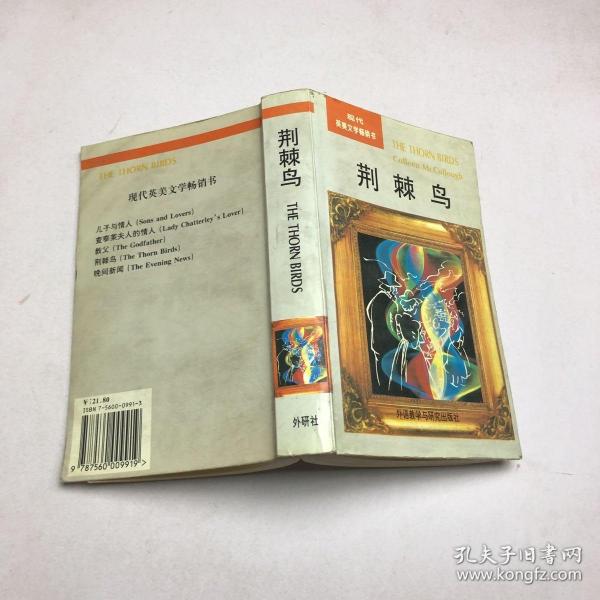 THE THORN BIRDS
现代英美文学畅销书
儿子与情人 (Sons and Lovers)
查泰莱夫人的情人 (Lady Chatterley's Lover)
教父 (The Godfather)
荆棘鸟 (The Thorn Birds)
晚间新闻 (The Evening News)
¥:21.80
ISBN 7-5600-0991-3
9 787560 009919 >
荆棘鸟
THE THORN BIRDS
外研社
现代
英美文学畅销书
THE THORN BIRDS
Colleen McCullough
荆棘鸟
外语教学与研究出版社
孔夫子旧书网
www.kongfz.com